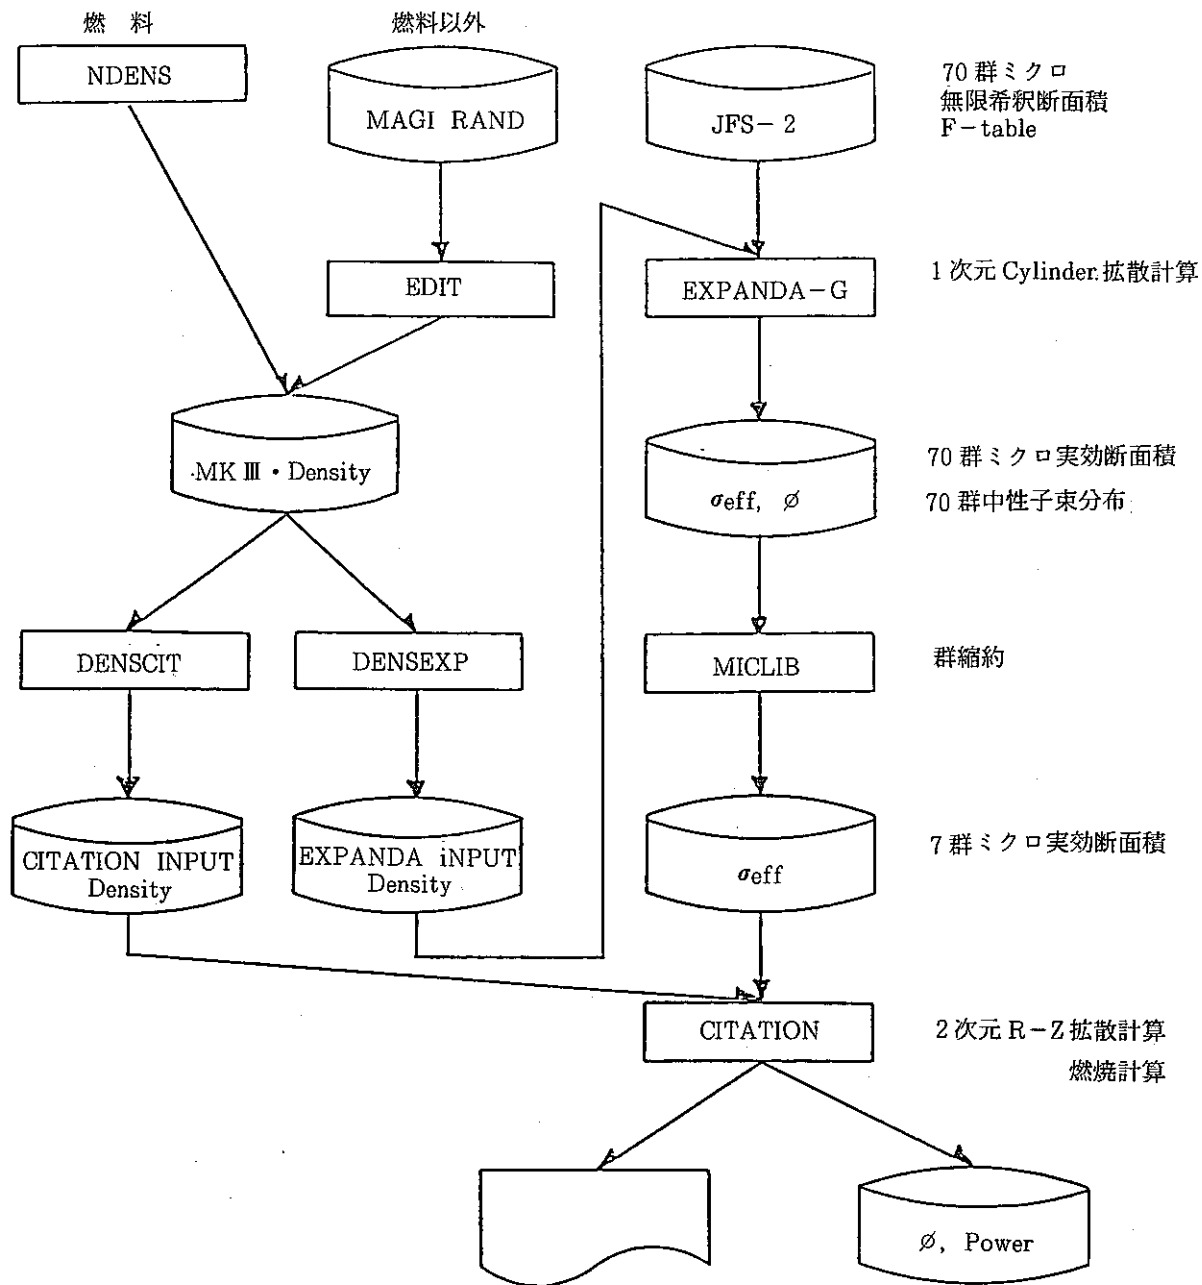 燃 料
燃料以外
NDENS
MAGI RAND
JFS-2
70 群ミクロ
無限希釈断面積
F-table
EDIT
EXPANDA-G
1 次元 Cylinder. 拡散計算
MK III・Density
σeff, ø
70 群ミクロ実効断面積
70 群中性子束分布
DENSCIT
DENSEXP
MICLIB
群縮約
CITATION INPUT
Density
EXPANDA iNPUT
Density
σeff
7 群ミクロ実効断面積
CITATION
2 次元 R-Z 拡散計算
燃焼計算
ø, Power